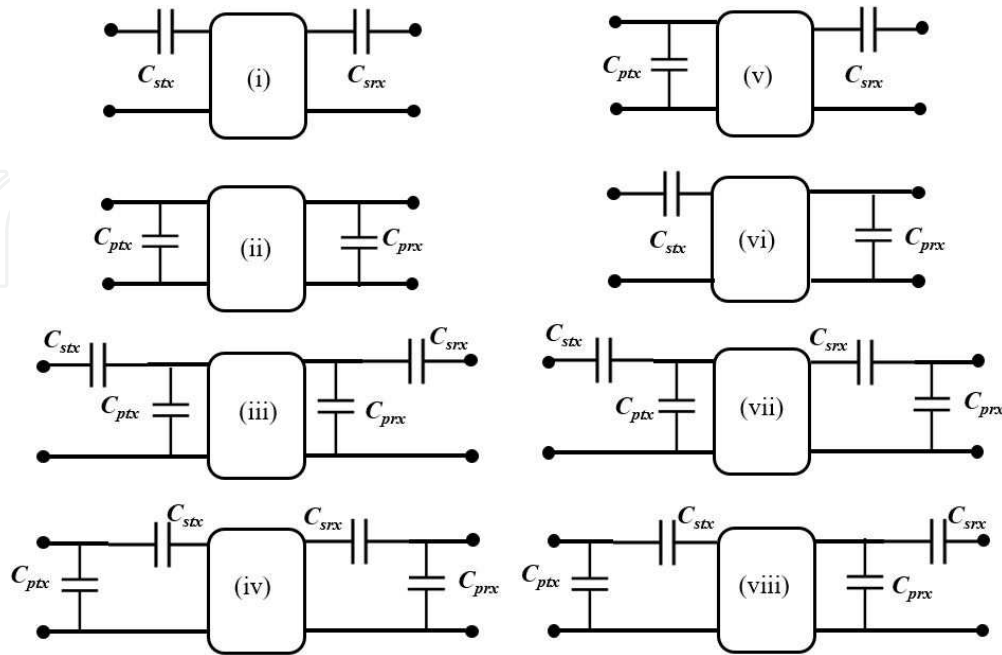 C_stx
(i)
C_srx
C_ptx
(v)
C_srx
C_ptx
(ii)
C_prx
C_stx
(vi)
C_prx
C_stx
C_ptx
(iii)
C_prx
C_srx
C_stx
C_ptx
(vii)
C_srx
C_prx
C_ptx
C_stx
(iv)
C_srx
C_prx
C_ptx
C_stx
(viii)
C_prx
C_srx